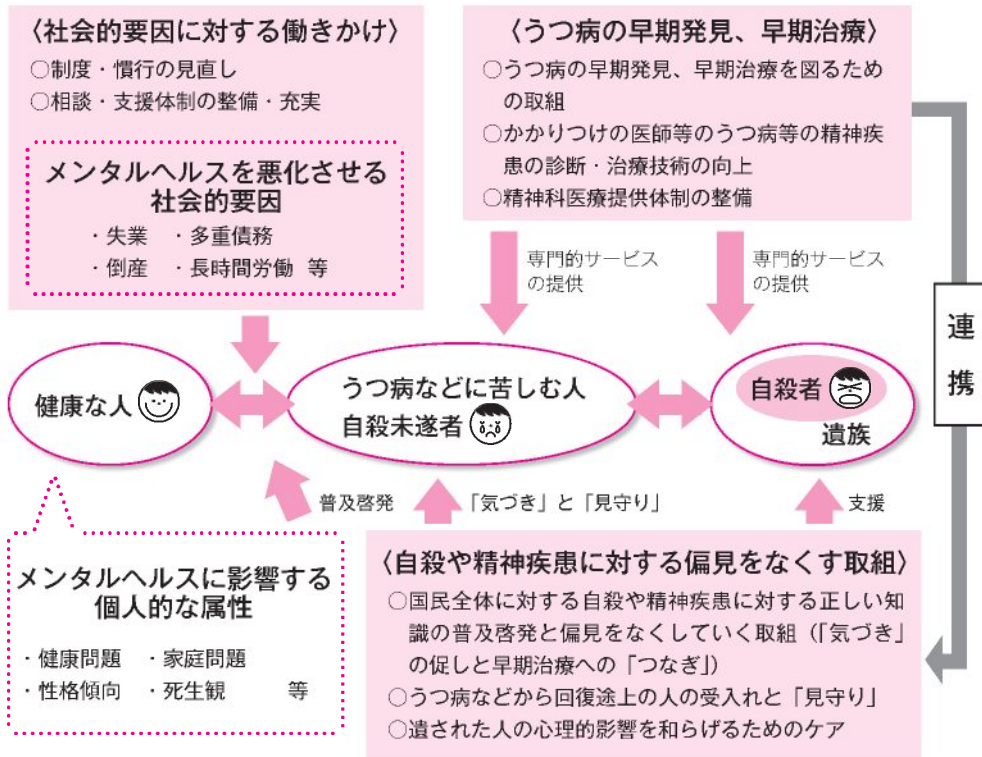 〈社会的要因に対する働きかけ〉
○制度・慣行の見直し
○相談・支援体制の整備・充実
メンタルヘルスを悪化させる
社会的要因
・失業 ・多重債務
・倒産 ・長時間労働 等
〈うつ病の早期発見、早期治療〉
○うつ病の早期発見、早期治療を図るため
の取組
○かかりつけの医師等のうつ病等の精神疾
患の診断・治療技術の向上
○精神科医療提供体制の整備
専門的サービス
の提供
専門的サービス
の提供
連携
健康な人
うつ病などに苦しむ人
自殺未遂者
自殺者
遺族
普及啓発
「気づき」と「見守り」
支援
メンタルヘルスに影響する
個人的な属性
・健康問題 ・家庭問題
・性格傾向 ・死生観 等
〈自殺や精神疾患に対する偏見をなくす取組〉
○国民全体に対する自殺や精神疾患に対する正しい知
識の普及啓発と偏見をなくしていく取組（「気づき」
の促しと早期治療への「つなぎ」）
○うつ病などから回復途上の人の受入れと「見守り」
○遺された人の心理的影響を和らげるためのケア